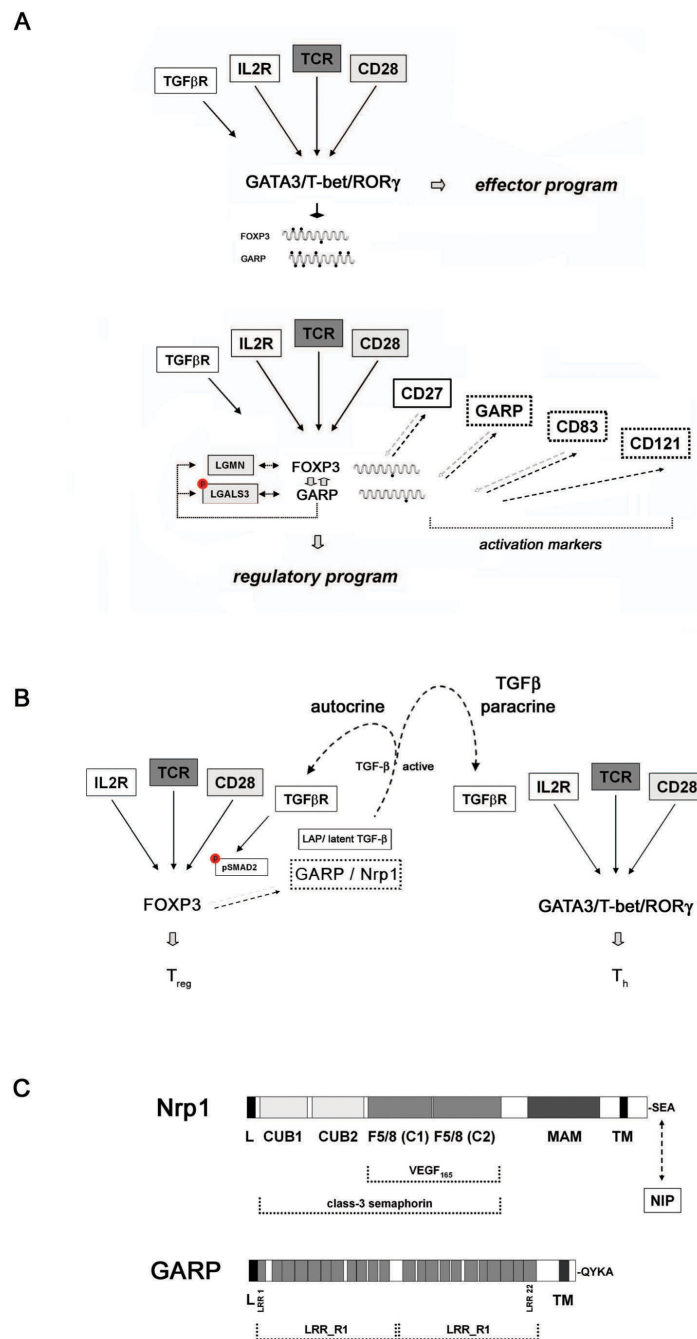 A
TGFβR
IL2R
TCR
CD28
GATA3/T-bet/RORγ
effector program
FOXP3
GARP
TGFβR
IL2R
TCR
CD28
CD27
GARP
CD83
CD121
LGMN
FOXP3
P
LGALS3
GARP
activation markers
regulatory program
B
TGFβ
autocrine
paracrine
TGF-β active
IL2R
TCR
CD28
TGFβR
TGFβR
IL2R
TCR
CD28
LAP/ latent TGF-β
P
pSMAD2
GARP / Nrp1
FOXP3
GATA3/T-bet/RORγ
Treg
Th
C
Nrp1
-SEA
L CUB1 CUB2 F5/8 (C1) F5/8 (C2) MAM TM
VEGF165
class-3 semaphorin
NIP
GARP
-QYKA
L LRR 1 LRR 22 TM
LRR_R1 LRR_R1